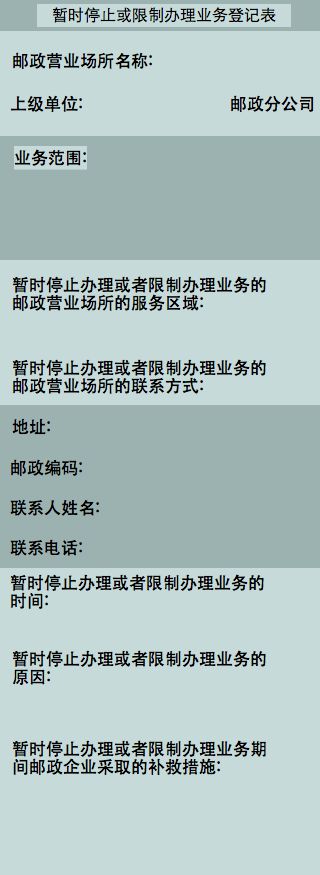 暂时停止或限制办理业务登记表
邮政营业场所名称:
上级单位: 邮政分公司
业务范围:
暂时停止办理或者限制办理业务的
邮政营业场所的服务区域:
暂时停止办理或者限制办理业务的
邮政营业场所的联系方式:
地址:
邮政编码:
联系人姓名:
联系电话:
暂时停止办理或者限制办理业务的
时间:
暂时停止办理或者限制办理业务的
原因:
暂时停止办理或者限制办理业务期
间邮政企业采取的补救措施: